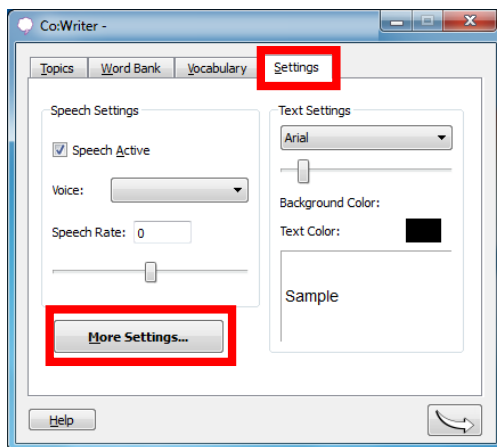 Co:Writer -
Topics Word Bank Vocabulary Settings
Speech Settings
Speech Active
Voice:
Speech Rate: 0
More Settings...
Text Settings
Arial
Background Color:
Text Color:
Sample
Help